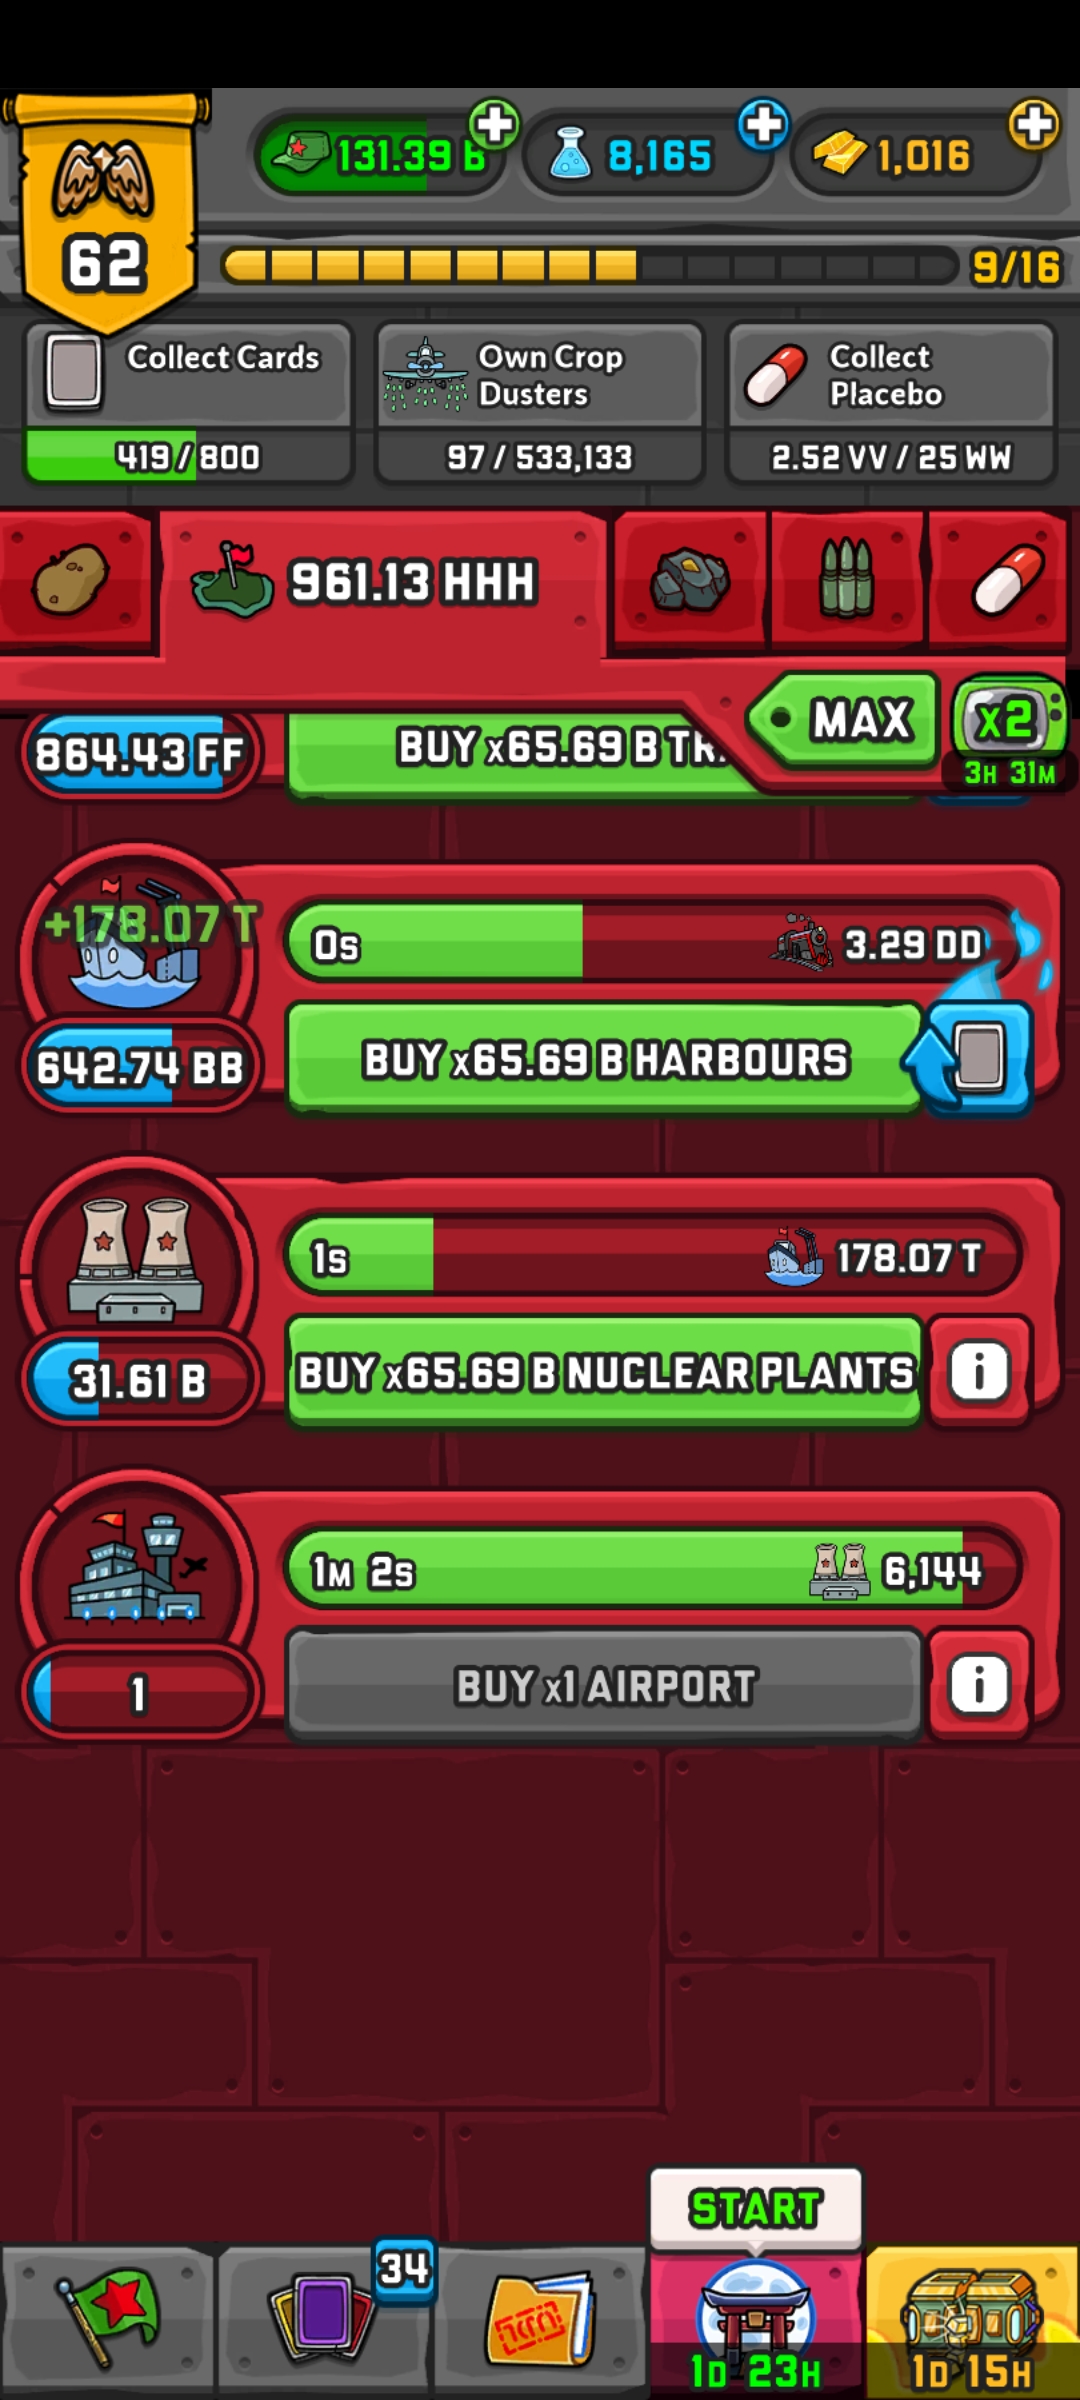 131.39 B
8,165
1,016
62
9/16
Collect Cards
419/800
Own Crop
Dusters
97/533,133
Collect
Placebo
2.52 VV/25 WW
961.13 HHH
MAX
x2
3H 31M
864.43 FF
BUY x65.69 B
+178.07 T
0s
3.29 DD
642.74 BB
BUY x65.69 B HARBOURS
1s
178.07 T
31.61 B
BUY x65.69 B NUCLEAR PLANTS
i
1M 2s
6,144
1
BUY x1 AIRPORT
i
START
34
1D 23H
1D 15H